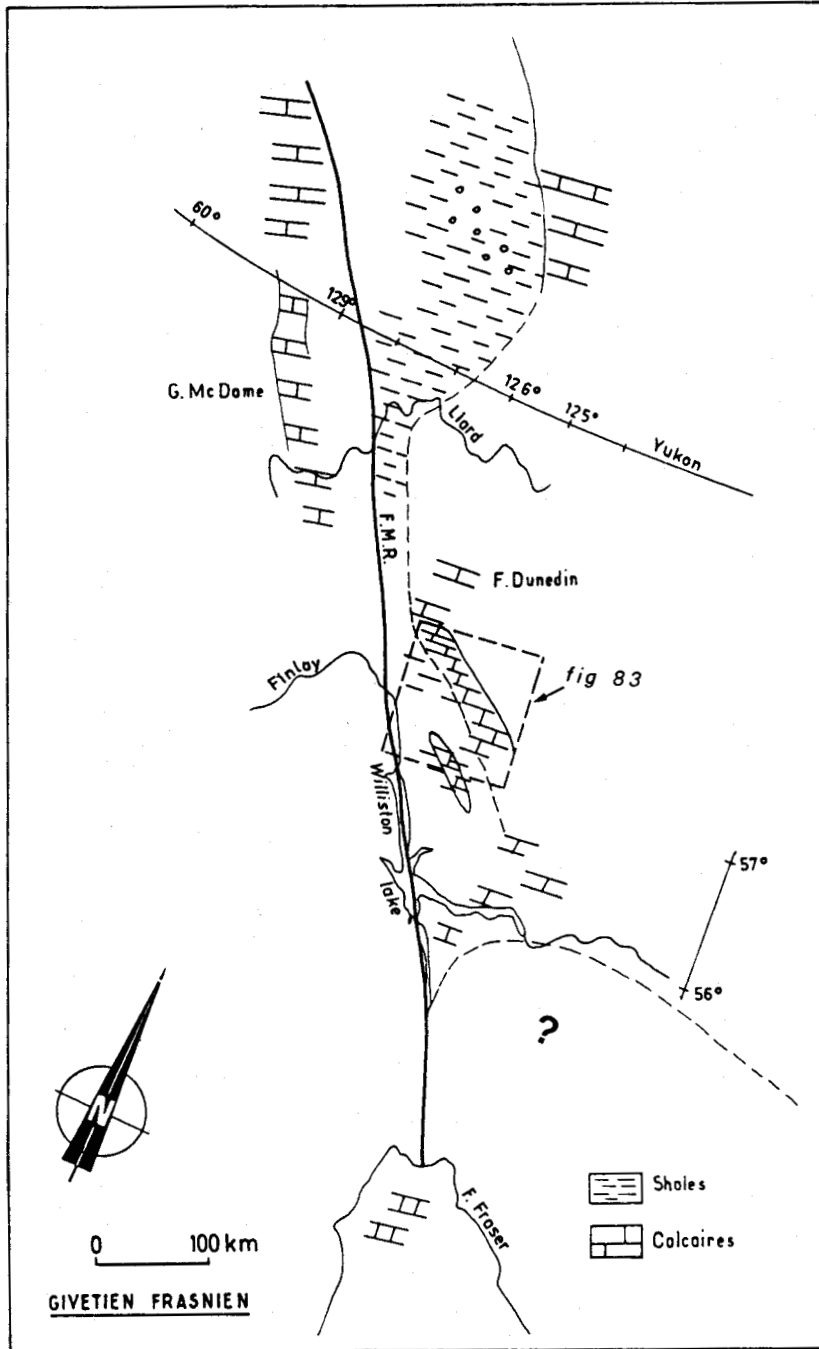 60°
129°
G. McDame
126°
125°
Liard
Yukon
F.M.R.
F. Dunedin
Finlay
fig 83
Williston
lake
57°
56°
?
N
Shales
F. Fraser
Calcaires
0 100 km
GIVETIEN FRASNIEN